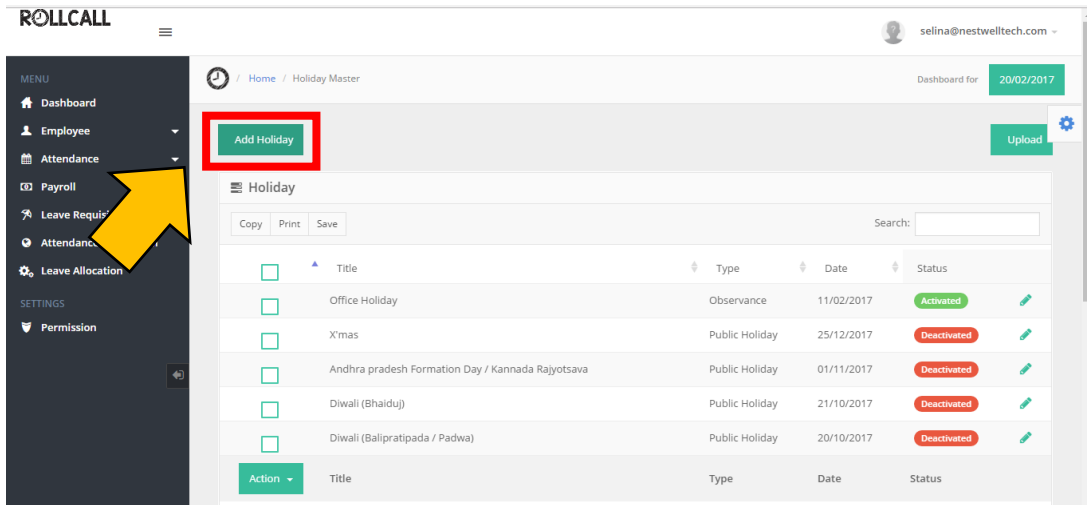 ROLLCALL
selina@nestwelltech.com
MENU
Dashboard
Employee
Attendance
Payroll
Leave
Attendance
Leave Allocation
SETTINGS
Permission
/ Home / Holiday Master
Dashboard for 20/02/2017
Add Holiday
Upload
Holiday
Copy Print Save
Search:
Title Type Date Status
Office Holiday Observance 11/02/2017 Activated
X'mas Public Holiday 25/12/2017 Deactivated
Andhra pradesh Formation Day / Kannada Rajyotsava Public Holiday 01/11/2017 Deactivated
Diwali (Bhaiduj) Public Holiday 21/10/2017 Deactivated
Diwali (Balipratipada / Padwa) Public Holiday 20/10/2017 Deactivated
Action Title Type Date Status